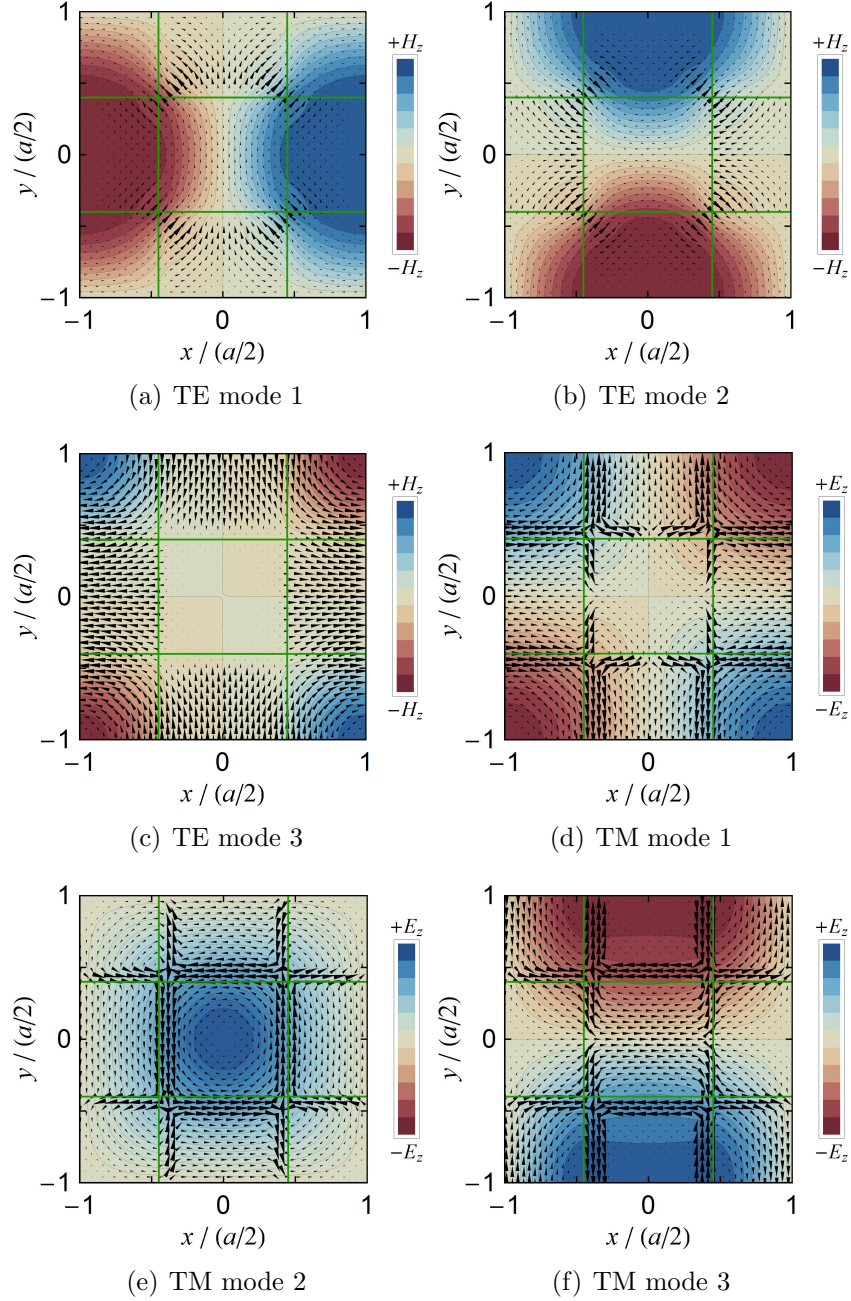 1
0
−1
y / (a/2)
−1 0 1
x / (a/2)
+Hz
−Hz
(a) TE mode 1
1
0
−1
y / (a/2)
−1 0 1
x / (a/2)
+Hz
−Hz
(b) TE mode 2
1
0
−1
y / (a/2)
−1 0 1
x / (a/2)
+Hz
−Hz
(c) TE mode 3
1
0
−1
y / (a/2)
−1 0 1
x / (a/2)
+Ez
−Ez
(d) TM mode 1
1
0
−1
y / (a/2)
−1 0 1
x / (a/2)
+Ez
−Ez
(e) TM mode 2
1
0
−1
y / (a/2)
−1 0 1
x / (a/2)
+Ez
−Ez
(f) TM mode 3